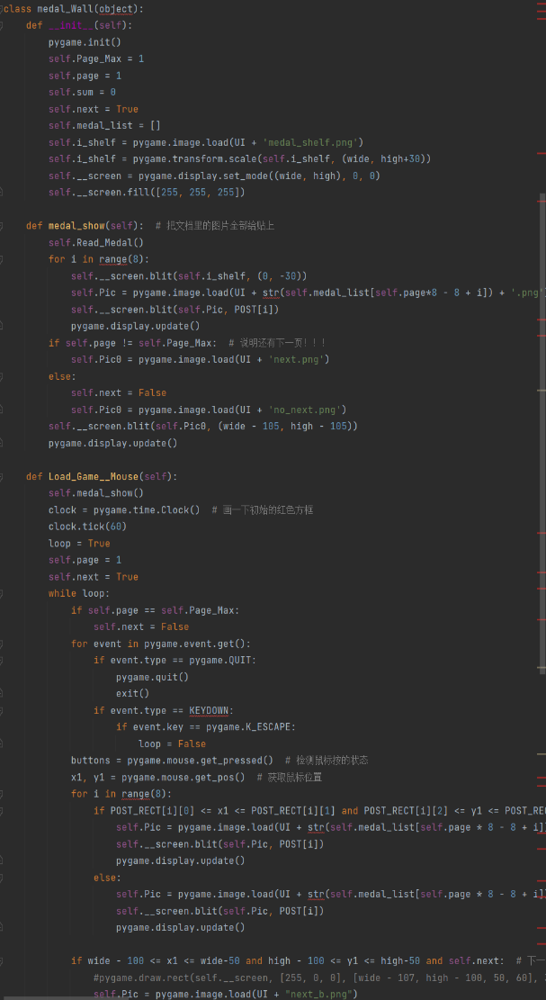 class medal_Wall(object):
    def __init__(self):
        pygame.init()
        self.Page_Max = 1
        self.page = 1
        self.sum = 0
        self.next = True
        self.medal_list = []
        self.i_shelf = pygame.image.load(UI + 'medal_shelf.png')
        self.i_shelf = pygame.transform.scale(self.i_shelf, (wide, high+30))
        self.__screen = pygame.display.set_mode((wide, high), 0, 0)
        self.__screen.fill([255, 255, 255])
    def medal_show(self):  # 把文档里的图片全部给贴上
        self.Read_Medal()
        for i in range(8):
            self.__screen.blit(self.i_shelf, (0, -30))
            self.Pic = pygame.image.load(UI + str(self.medal_list[self.page*8 - 8 + i]) + '.png')
            self.__screen.blit(self.Pic, POST[i])
            pygame.display.update()
        if self.page != self.Page_Max:  # 说明还有下一页!!!
            self.Pic0 = pygame.image.load(UI + 'next.png')
        else:
            self.next = False
            self.Pic0 = pygame.image.load(UI + 'no_next.png')
        self.__screen.blit(self.Pic0, (wide - 105, high - 105))
        pygame.display.update()
    def Load_Game__Mouse(self):
        self.medal_show()
        clock = pygame.time.Clock()  # 画一下初始的红色方框
        clock.tick(60)
        loop = True
        self.page = 1
        self.next = True
        while loop:
            if self.page == self.Page_Max:
                self.next = False
            for event in pygame.event.get():
                if event.type == pygame.QUIT:
                    pygame.quit()
                    exit()
                if event.type == KEYDOWN:
                    if event.key == pygame.K_ESCAPE:
                        loop = False
            buttons = pygame.mouse.get_pressed()  # 检测鼠标按的状态
            x1, y1 = pygame.mouse.get_pos()  # 获取鼠标位置
            for i in range(8):
                if POST_RECT[i][0] <= x1 <= POST_RECT[i][1] and POST_RECT[i][2] <= y1 <= POST_REC
                    self.Pic = pygame.image.load(UI + str(self.medal_list[self.page * 8 - 8 + i]
                    self.__screen.blit(self.Pic, POST[i])
                    pygame.display.update()
                else:
                    self.Pic = pygame.image.load(UI + str(self.medal_list[self.page * 8 - 8 + i]
                    self.__screen.blit(self.Pic, POST[i])
                    pygame.display.update()
            if wide - 100 <= x1 <= wide-50 and high - 100 <= y1 <= high-50 and self.next:  # 下一
                #pygame.draw.rect(self.__screen, [255, 0, 0], [wide - 107, high - 100, 50, 60],
                self.Pic = pygame.image.load(UI + "next_b.png")